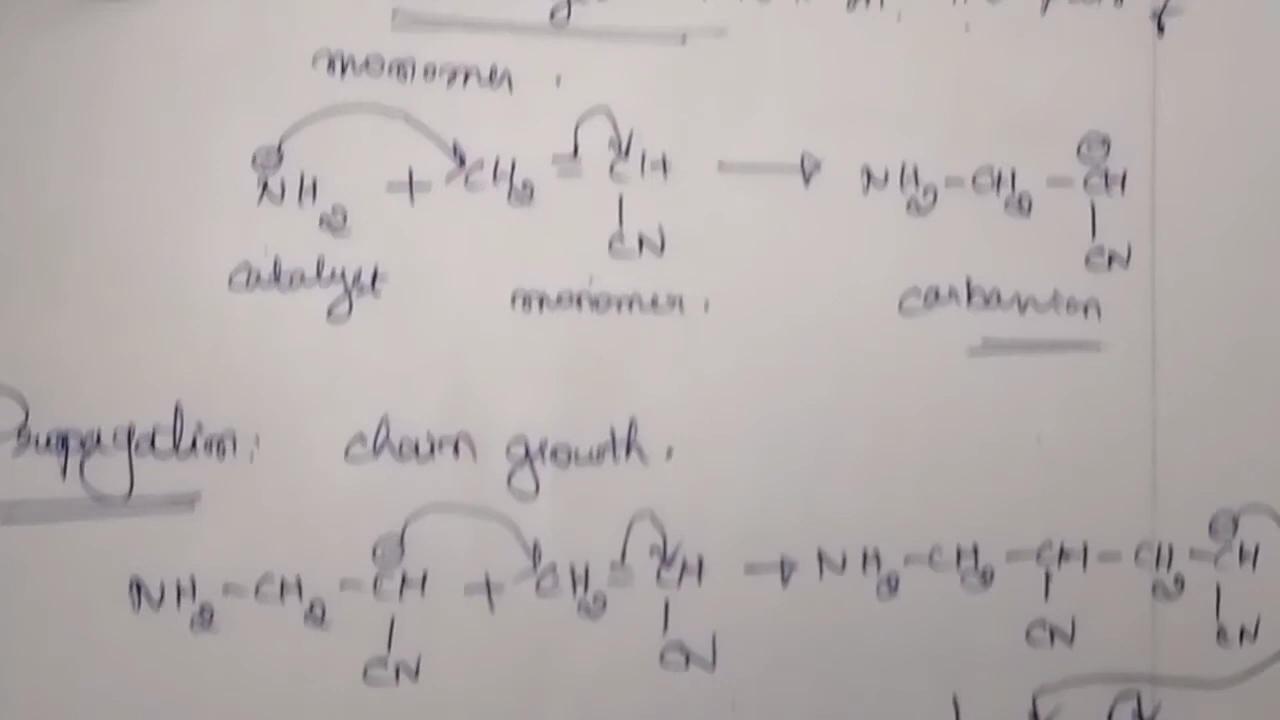 monomer.
⊖NH₂ + CH₂ = CH ⟶ NH₂ – CH₂ – ⊖CH
CN CN
catalyst monomer. carbanion
Propagation: chain growth.
NH₂ – CH₂ – ⊖CH + CH₂ = CH ⟶ NH₂ – CH₂ – CH – CH₂ – ⊖CH
CN CN CN CN